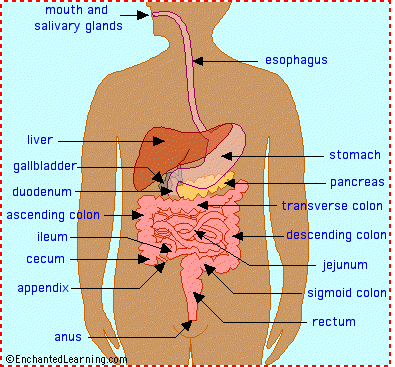 mouth and
salivary glands
esophagus
liver
stomach
gallbladder
pancreas
duodenum
transverse colon
ascending colon
descending colon
ileum
cecum
jejunum
appendix
sigmoid colon
rectum
anus
©EnchantedLearning.com